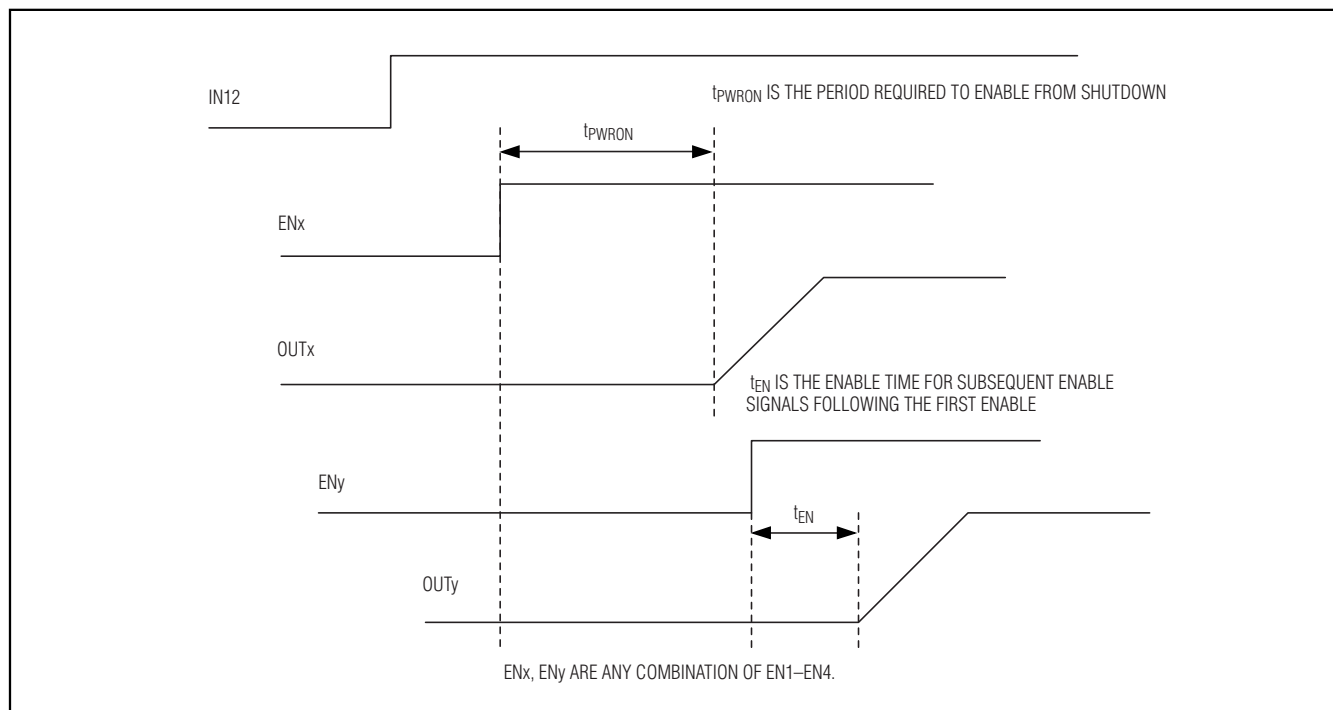 IN12
tPWRON IS THE PERIOD REQUIRED TO ENABLE FROM SHUTDOWN
tPWRON
ENx
OUTx
tEN IS THE ENABLE TIME FOR SUBSEQUENT ENABLE
SIGNALS FOLLOWING THE FIRST ENABLE
ENy
tEN
OUTy
ENx, ENy ARE ANY COMBINATION OF EN1–EN4.